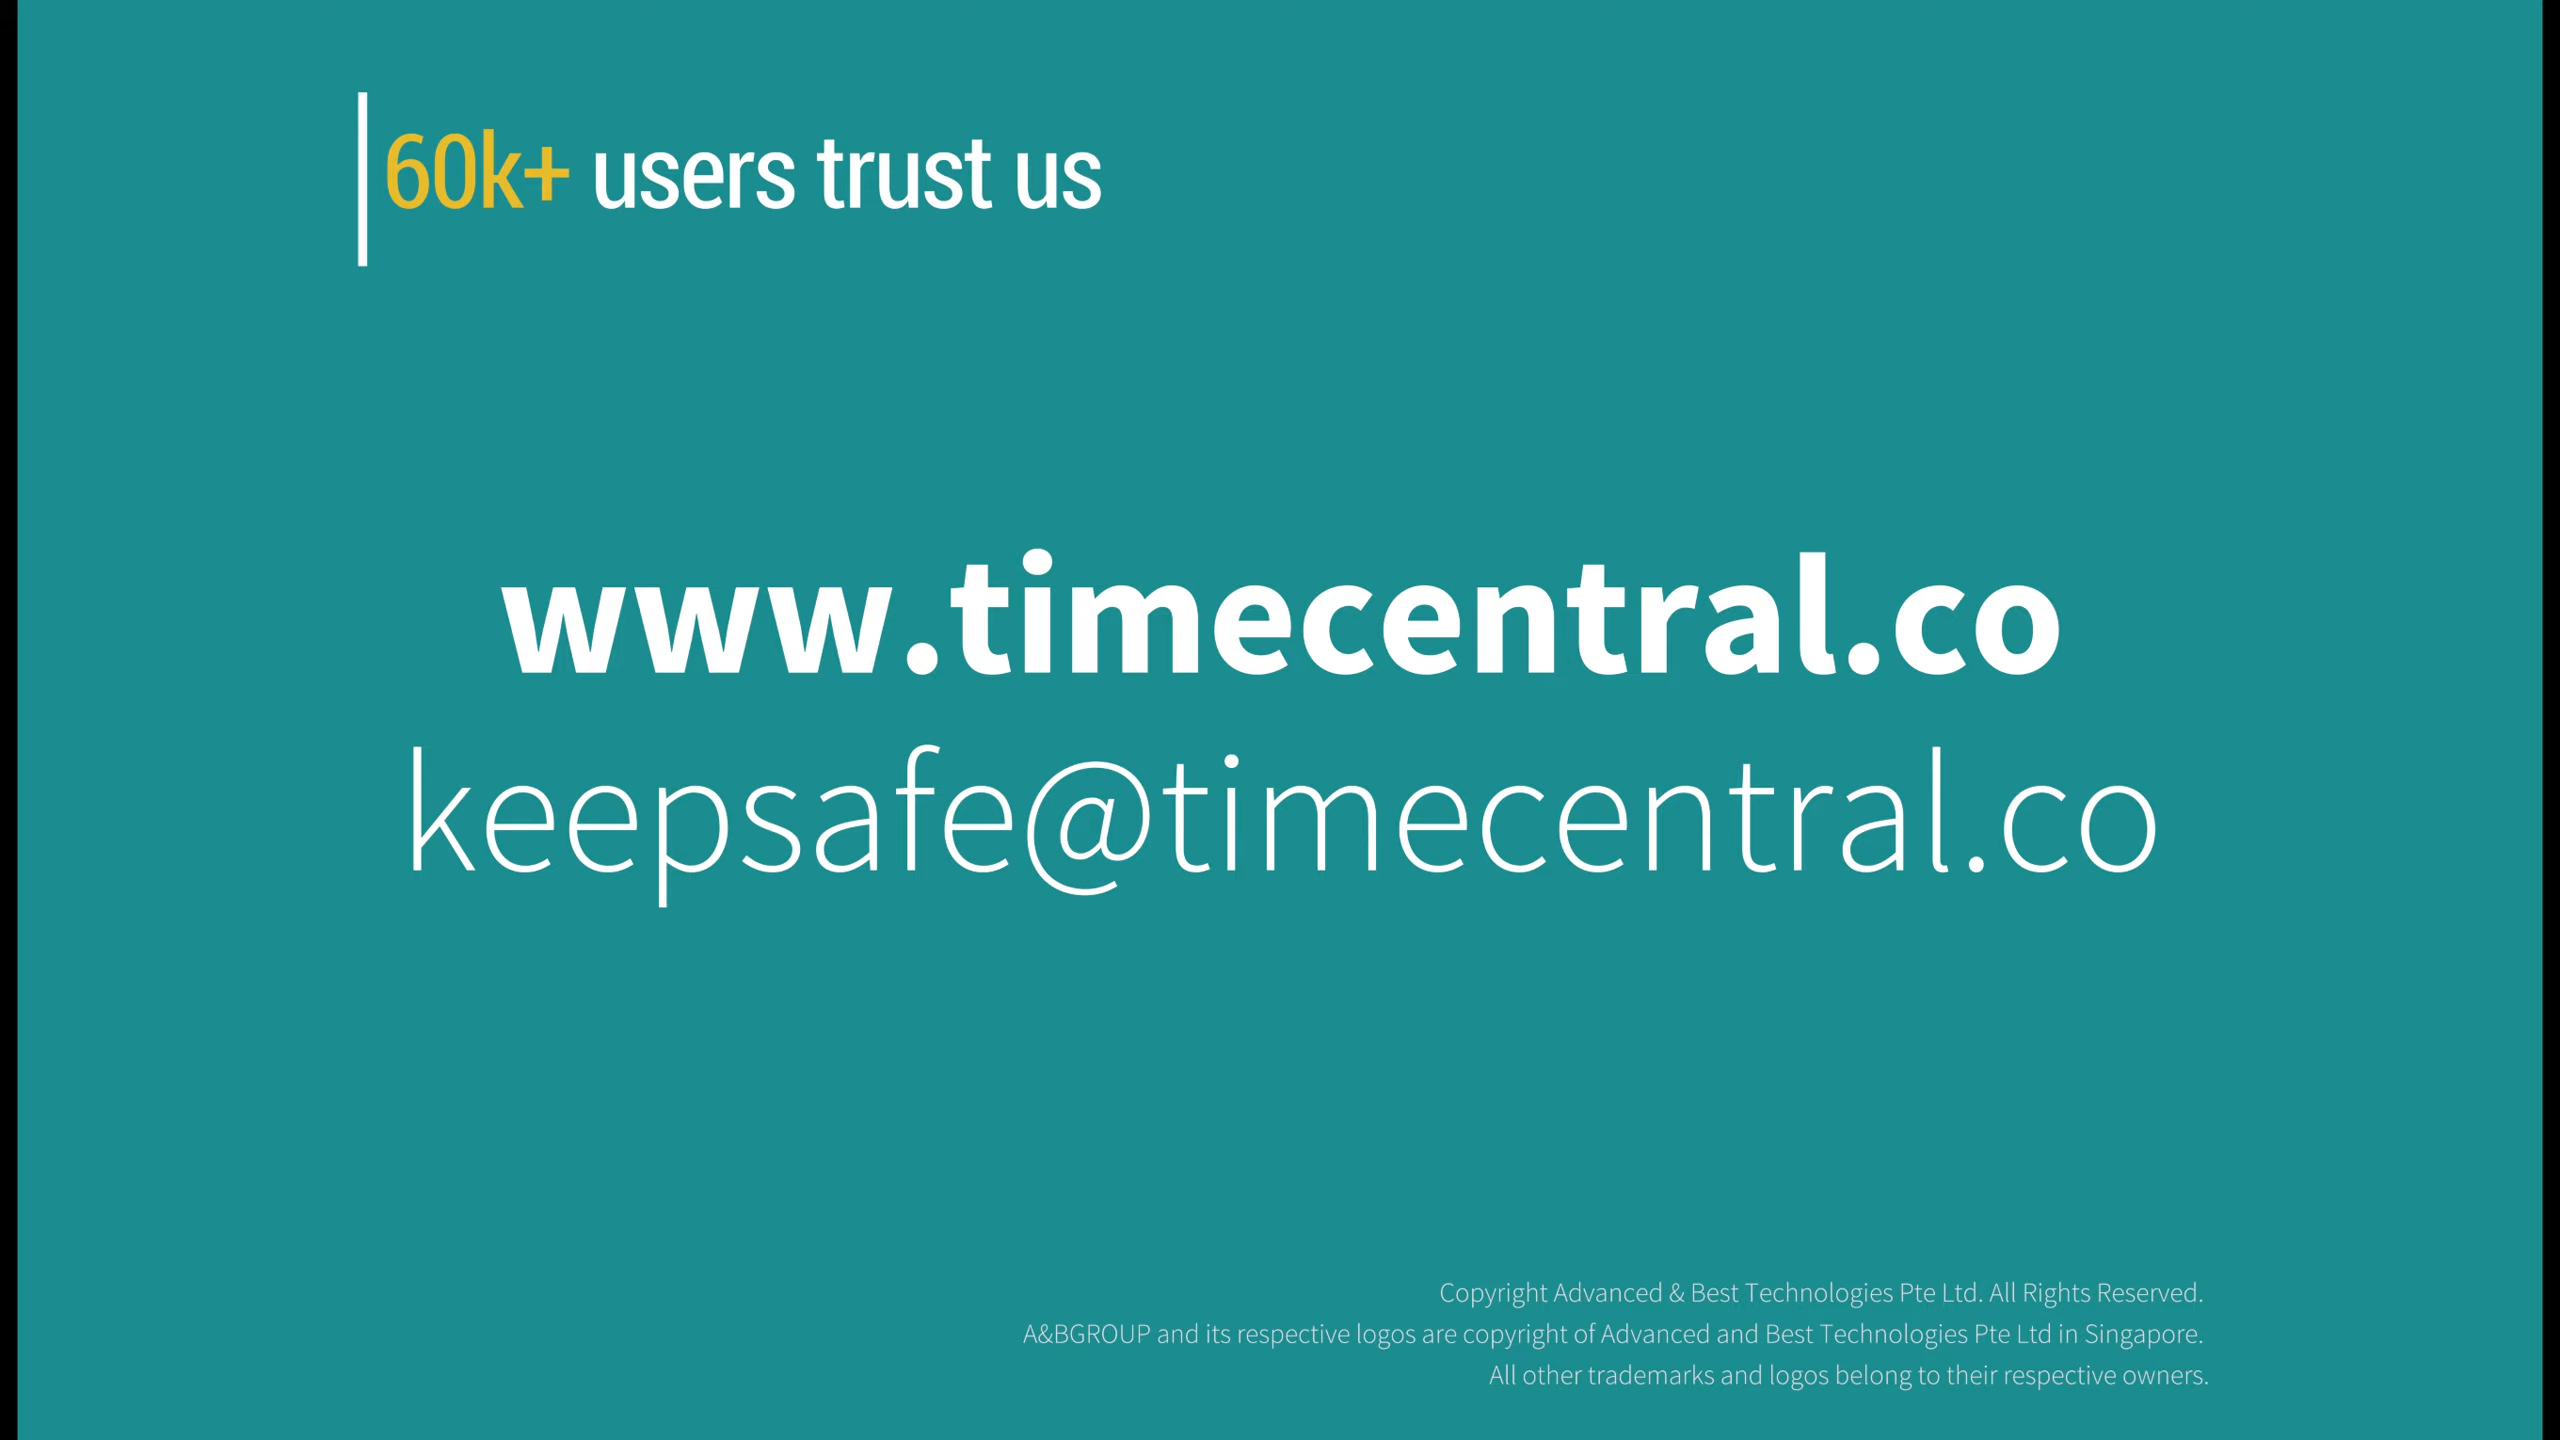 60k+ users trust us
www.timecentral.co
keepsafe@timecentral.co
Copyright Advanced & Best Technologies Pte Ltd. All Rights Reserved.
A&BGROUP and its respective logos are copyright of Advanced and Best Technologies Pte Ltd in Singapore.
All other trademarks and logos belong to their respective owners.